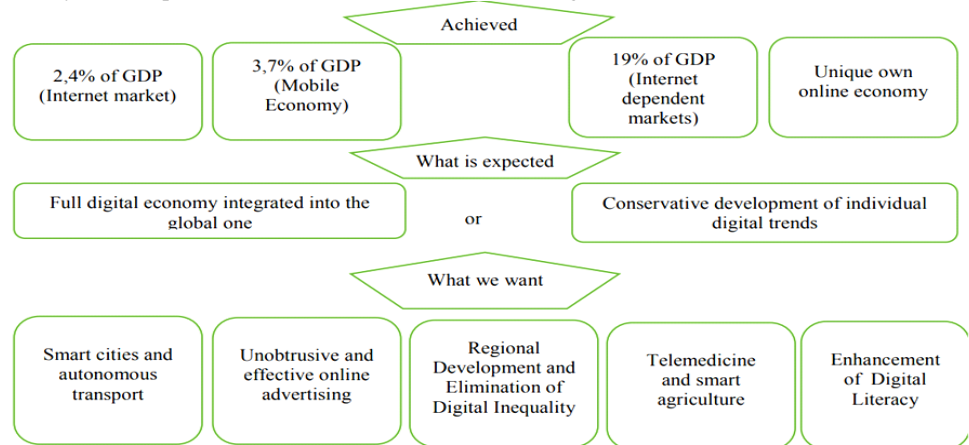 Achieved
2,4% of GDP
(Internet market)
3,7% of GDP
(Mobile
Economy)
19% of GDP
(Internet
dependent
markets)
Unique own
online economy
What is expected
Full digital economy integrated into the
global one
or
Conservative development of individual
digital trends
What we want
Smart cities and
autonomous
transport
Unobtrusive and
effective online
advertising
Regional
Development and
Elimination of
Digital Inequality
Telemedicine
and smart
agriculture
Enhancement
of Digital
Literacy